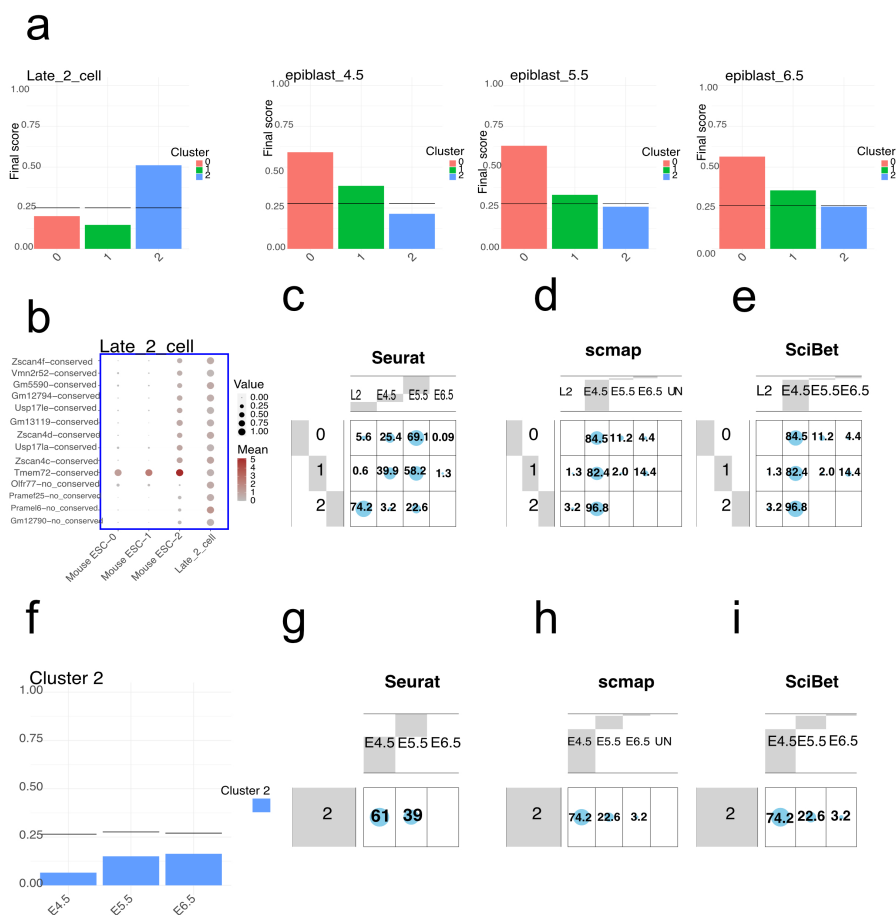 a
Late_2_cell
Final score
1.00
0.75
0.50
0.25
0.00
0
1
2
Cluster
0
1
2
epiblast_4.5
Final score
1.00
0.75
0.50
0.25
0.00
0
1
2
Cluster
0
1
2
epiblast_5.5
Final score
1.00
0.75
0.50
0.25
0.00
0
1
2
Cluster
0
1
2
epiblast_6.5
Final score
1.00
0.75
0.50
0.25
0.00
0
1
2
Cluster
0
1
2
b
Late_2_cell
Zscan4f-conserved
Vmn2r52-conserved
Gm5590-conserved
Gm12794-conserved
Usp17le-conserved
Gm13119-conserved
Zscan4d-conserved
Usp17la-conserved
Zscan4c-conserved
Tmem72-conserved
Olfr77-no_conserved
Pramef25-no_conserved
Pramel6-no_conserved
Gm12790-no_conserved
Mouse ESC-0
Mouse ESC-1
Mouse ESC-2
Late_2_cell
Value
0.00
0.25
0.50
0.75
1.00
Mean
5
4
3
2
1
0
c
Seurat
L2 E4.5 E5.5 E6.5
0 5.6 25.4 69.1 0.09
1 0.6 39.9 58.2 1.3
2 74.2 3.2 22.6
d
scmap
L2 E4.5 E5.5 E6.5 UN
0 84.5 11.2 4.4
1 1.3 82.4 2.0 14.4
2 3.2 96.8
e
SciBet
L2 E4.5 E5.5 E6.5
0 84.5 11.2 4.4
1 1.3 82.4 2.0 14.4
2 3.2 96.8
f
Cluster 2
1.00
0.75
0.50
0.25
0.00
E4.5
E5.5
E6.5
Cluster 2
g
Seurat
E4.5 E5.5 E6.5
2 61 39
h
scmap
E4.5 E5.5 E6.5 UN
2 74.2 22.6 3.2
i
SciBet
E4.5 E5.5 E6.5
2 74.2 22.6 3.2